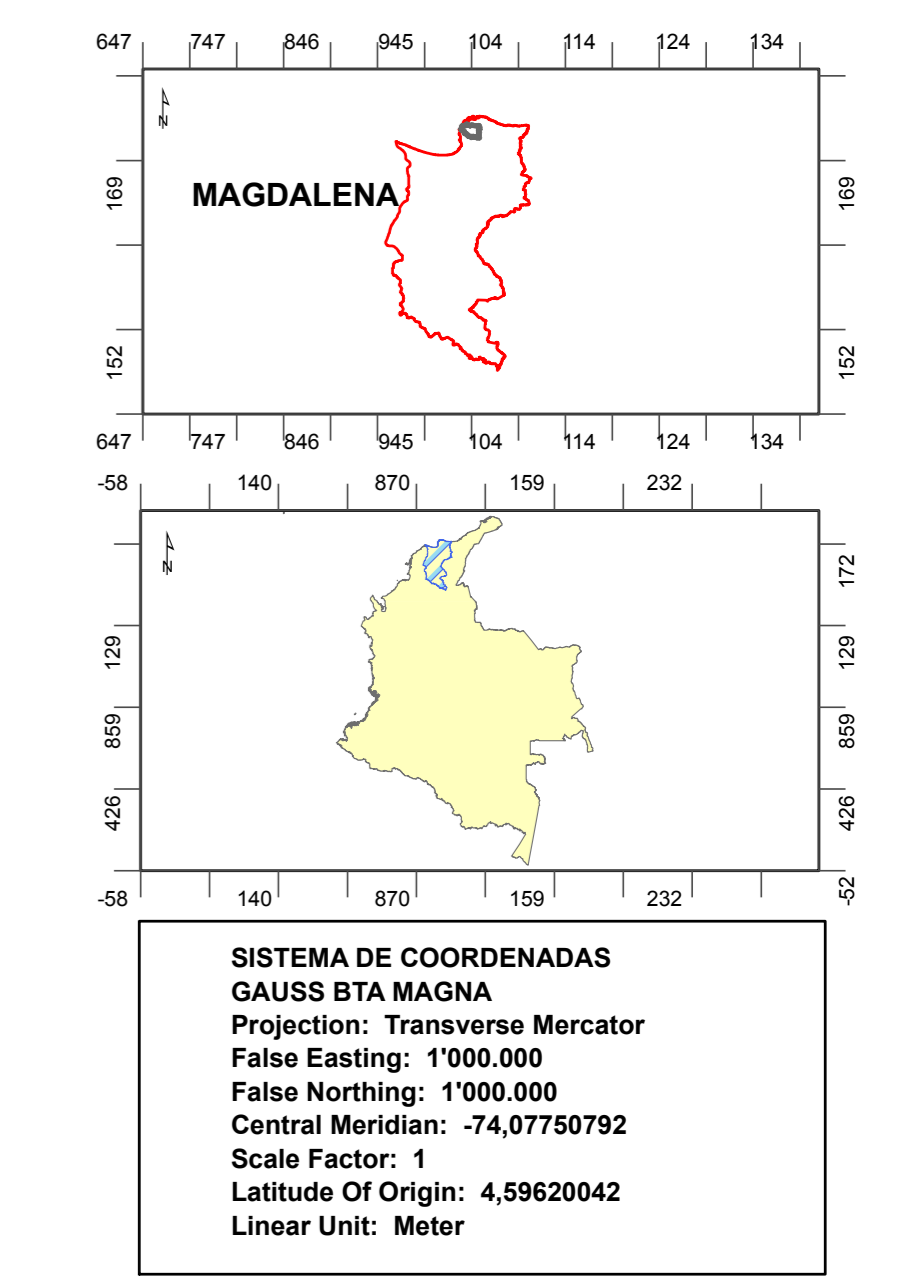 647 747 846 945 104 114 124 134
N
169 169
MAGDALENA
152 152
647 747 846 945 104 114 124 134
-58 140 870 159 232
N
172
129 129
859 859
426 426
-52
-58 140 870 159 232
SISTEMA DE COORDENADAS
GAUSS BTA MAGNA
Projection: Transverse Mercator
False Easting: 1'000.000
False Northing: 1'000.000
Central Meridian: -74,07750792
Scale Factor: 1
Latitude Of Origin: 4,59620042
Linear Unit: Meter